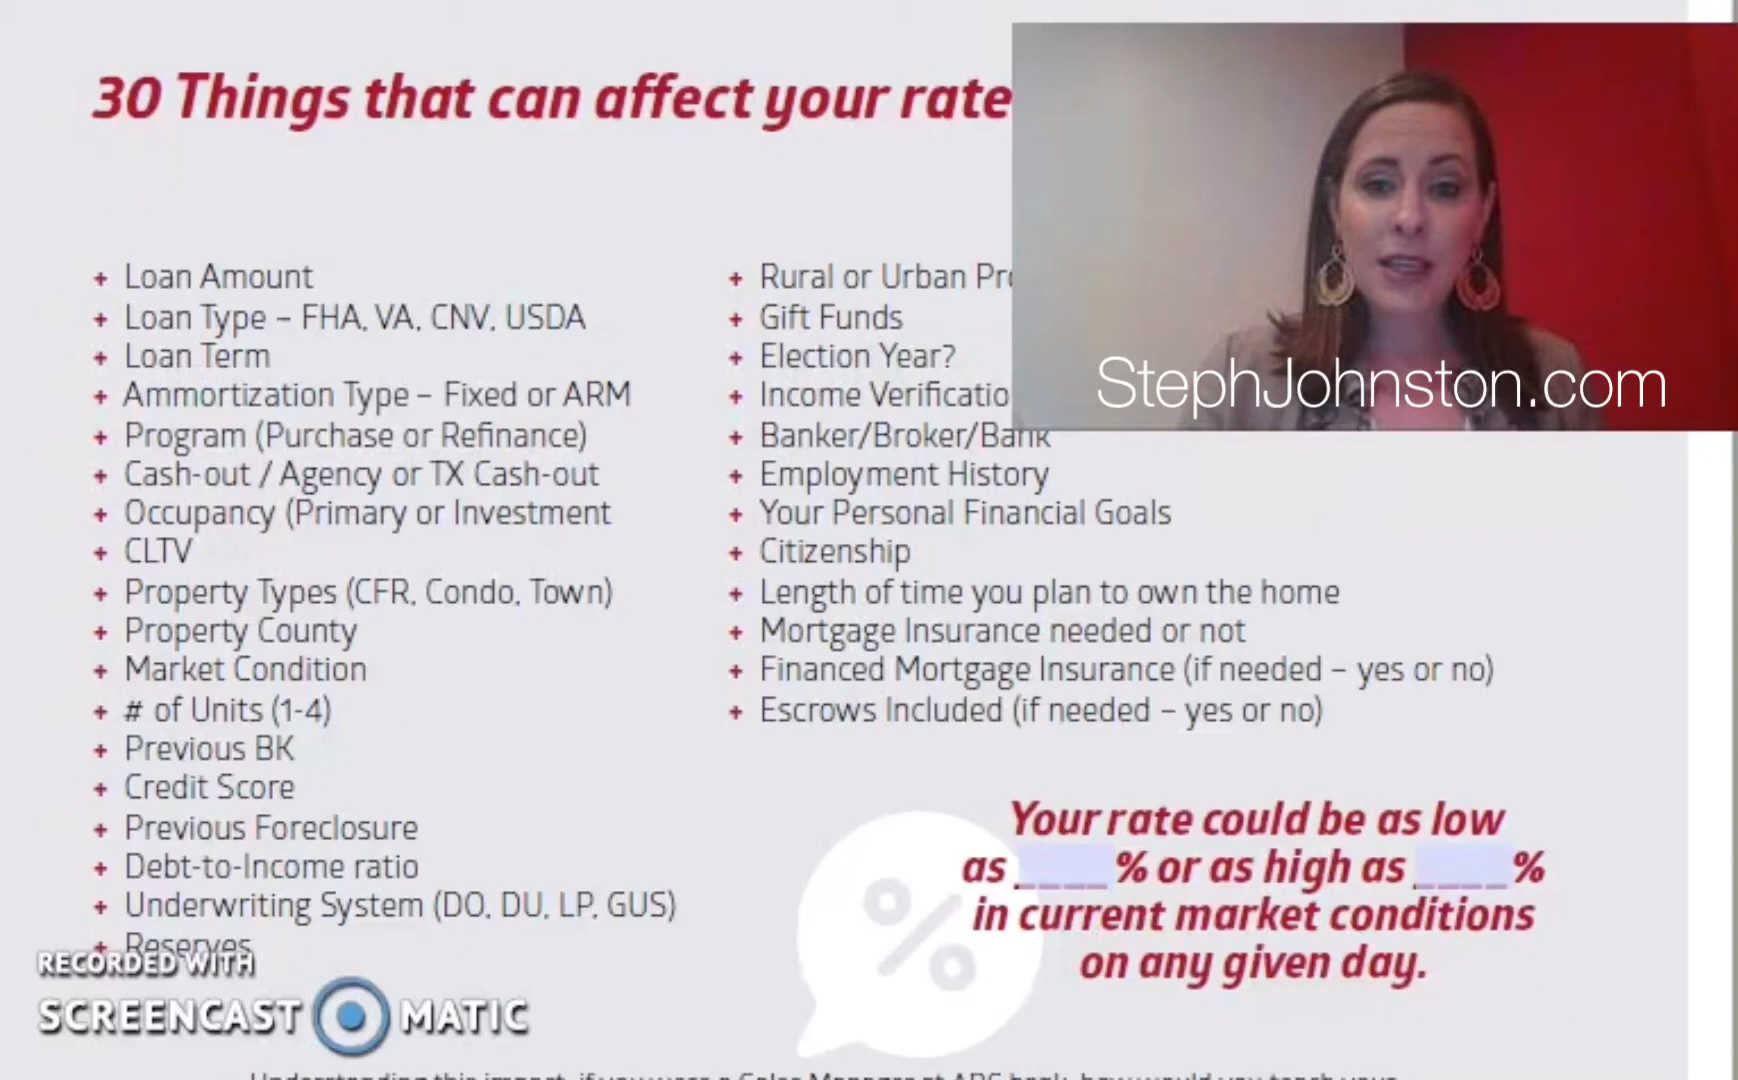 30 Things that can affect your rate
+ Loan Amount
+ Loan Type – FHA, VA, CNV, USDA
+ Loan Term
+ Ammortization Type – Fixed or ARM
+ Program (Purchase or Refinance)
+ Cash-out / Agency or TX Cash-out
+ Occupancy (Primary or Investment
+ CLTV
+ Property Types (CFR, Condo, Town)
+ Property County
+ Market Condition
+ # of Units (1-4)
+ Previous BK
+ Credit Score
+ Previous Foreclosure
+ Debt-to-Income ratio
+ Underwriting System (DO, DU, LP, GUS)
+ Reserves
+ Rural or Urban
+ Gift Funds
+ Election Year?
+ Income
+ Banker/Broker/Bank
+ Employment History
+ Your Personal Financial Goals
+ Citizenship
+ Length of time you plan to own the home
+ Mortgage Insurance needed or not
+ Financed Mortgage Insurance (if needed – yes or no)
+ Escrows Included (if needed – yes or no)
StephJohnston.com
Your rate could be as low
as ____% or as high as ____%
in current market conditions
on any given day.
RECORDED WITH
SCREENCAST MATIC